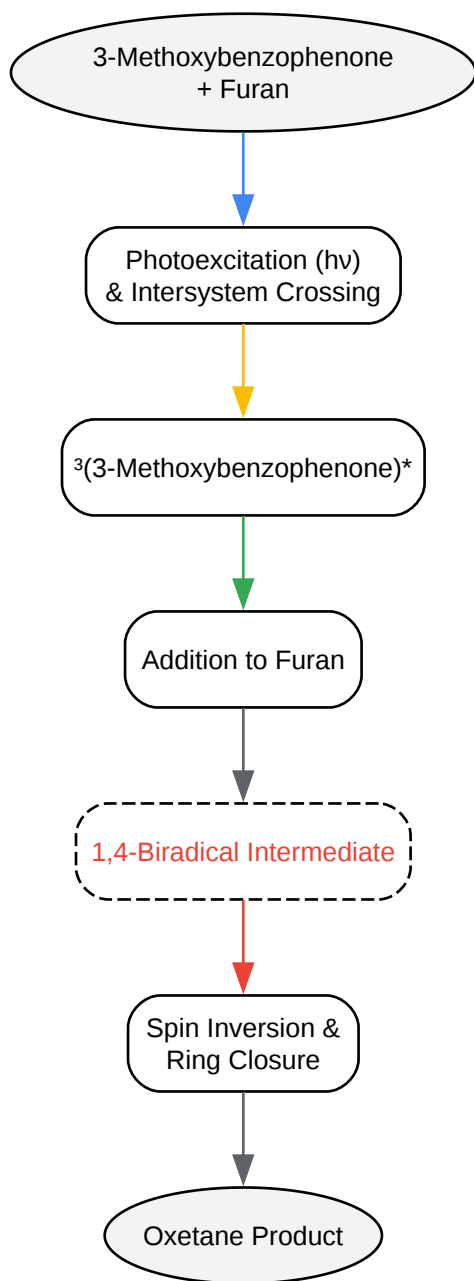 3-Methoxybenzophenone
+ Furan
Photoexcitation (hν)
& Intersystem Crossing
³(3-Methoxybenzophenone)*
Addition to Furan
1,4-Biradical Intermediate
Spin Inversion &
Ring Closure
Oxetane Product